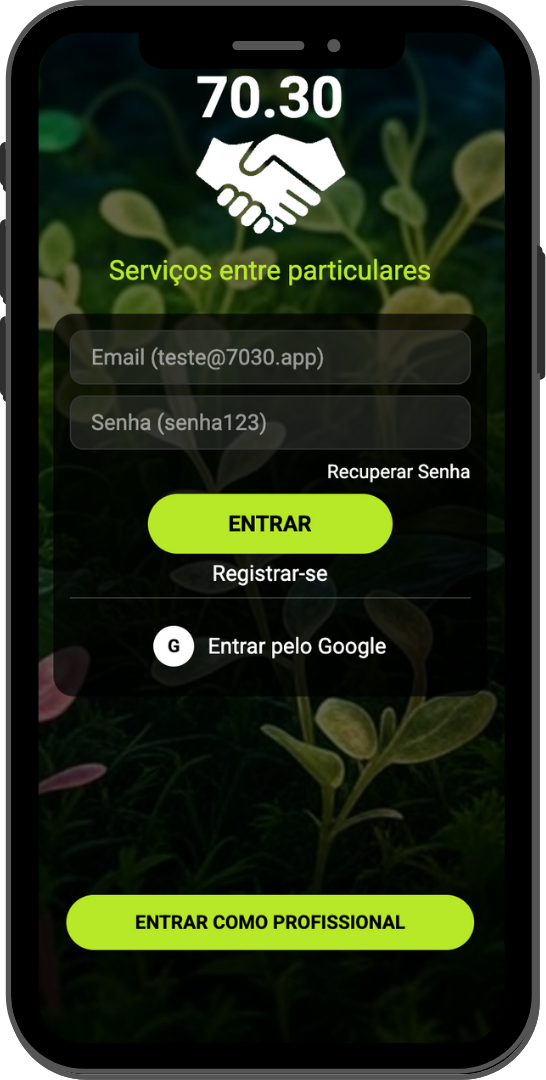 70.30
Serviços entre particulares
Email (teste@7030.app)
Senha (senha123)
Recuperar Senha
ENTRAR
Registrar-se
G Entrar pelo Google
ENTRAR COMO PROFISSIONAL